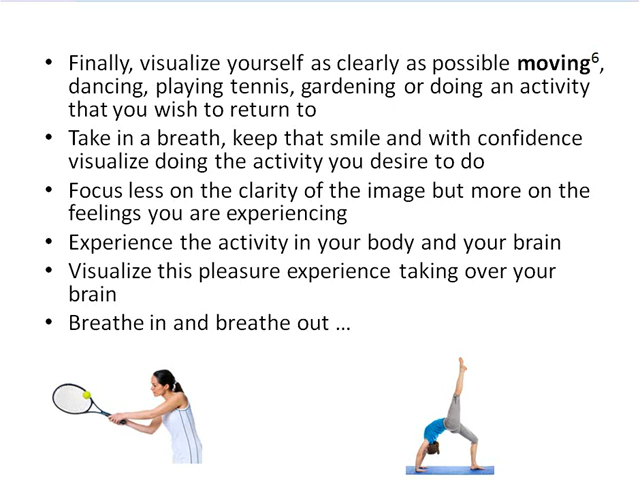 • Finally, visualize yourself as clearly as possible moving⁶,
dancing, playing tennis, gardening or doing an activity
that you wish to return to
• Take in a breath, keep that smile and with confidence
visualize doing the activity you desire to do
• Focus less on the clarity of the image but more on the
feelings you are experiencing
• Experience the activity in your body and your brain
• Visualize this pleasure experience taking over your
brain
• Breathe in and breathe out …